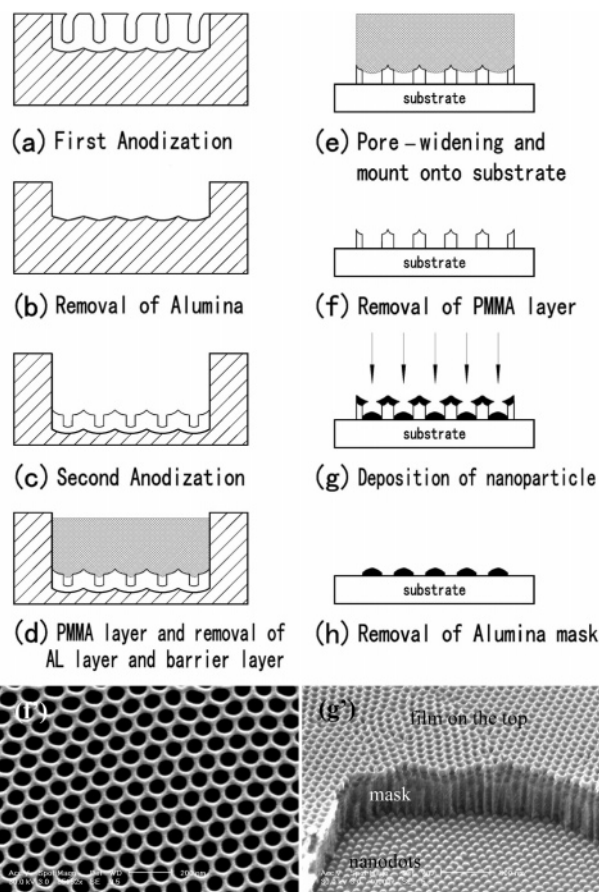 (a) First Anodization
(b) Removal of Alumina
(c) Second Anodization
(d) PMMA layer and removal of
AL layer and barrier layer
substrate
(e) Pore-widening and
mount onto substrate
substrate
(f) Removal of PMMA layer
substrate
(g) Deposition of nanoparticle
substrate
(h) Removal of Alumina mask
(f')
200 nm
(g')
film on the top
mask
nanodots